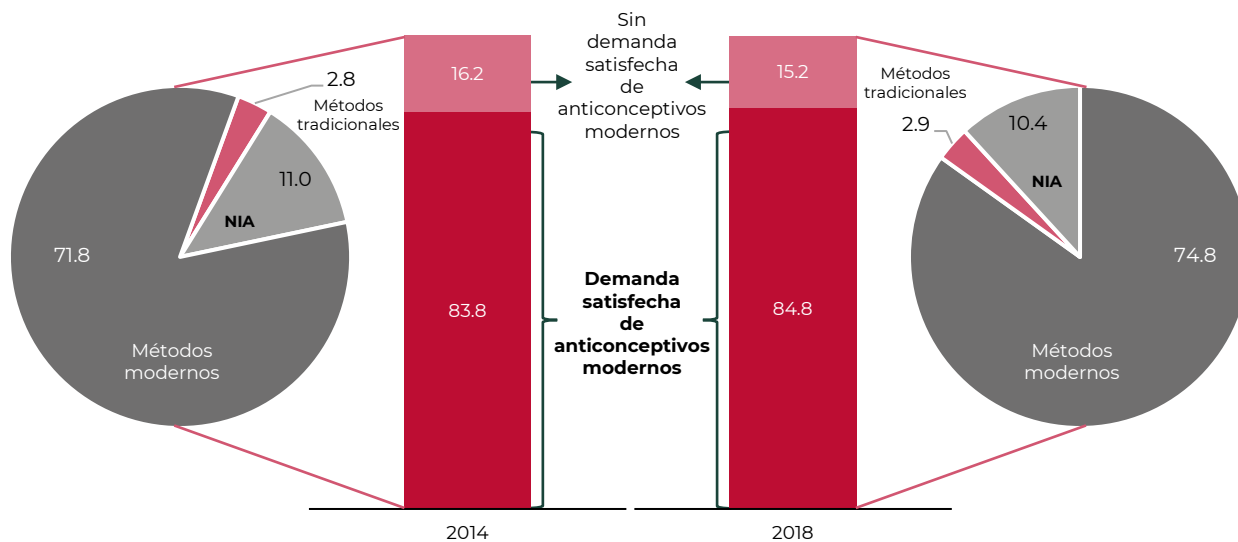 2.8
Métodos
tradicionales
11.0
NIA
71.8
Métodos
modernos
16.2
83.8
2014
Sin
demanda
satisfecha
de
anticonceptivos
modernos
Demanda
satisfecha
de
anticonceptivos
modernos
15.2
84.8
2018
Métodos
tradicionales
2.9
10.4
NIA
74.8
Métodos
modernos